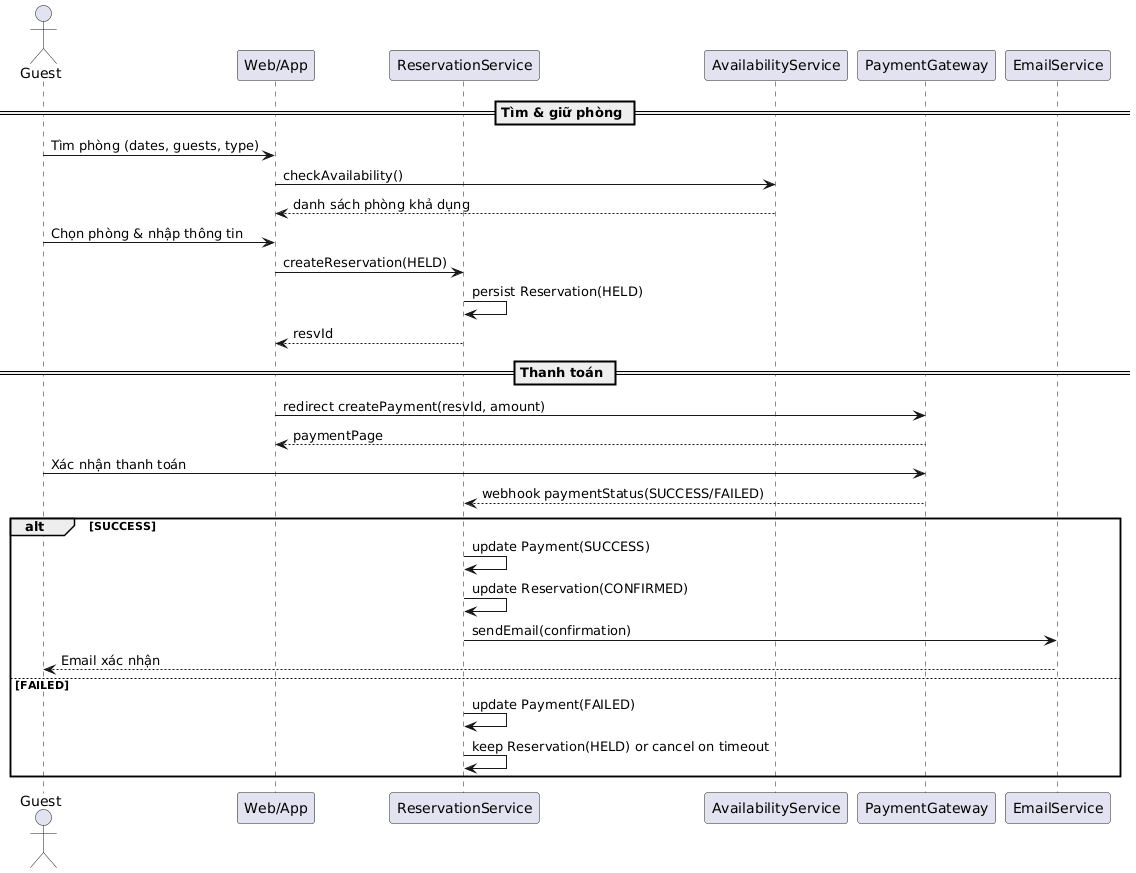 Guest
Web/App
ReservationService
AvailabilityService
PaymentGateway
EmailService
Tìm & giữ phòng
Tìm phòng (dates, guests, type)
checkAvailability()
danh sách phòng khả dụng
Chọn phòng & nhập thông tin
createReservation(HELD)
persist Reservation(HELD)
resvId
Thanh toán
redirect createPayment(resvId, amount)
paymentPage
Xác nhận thanh toán
webhook paymentStatus(SUCCESS/FAILED)
alt
[SUCCESS]
update Payment(SUCCESS)
update Reservation(CONFIRMED)
sendEmail(confirmation)
Email xác nhận
[FAILED]
update Payment(FAILED)
keep Reservation(HELD) or cancel on timeout
Guest
Web/App
ReservationService
AvailabilityService
PaymentGateway
EmailService